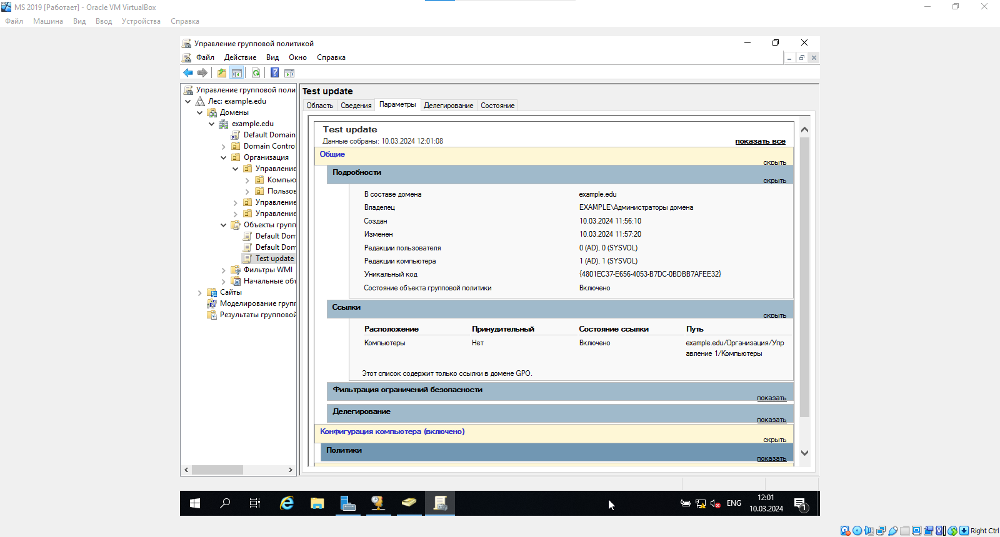 MS 2019 [Работает] - Oracle VM VirtualBox
Файл Машина Вид Ввод Устройства Справка
Управление групповой политикой
Файл Действие Вид Окно Справка
Управление групповой поли
Лес: example.edu
Домены
example.edu
Default Domain
Domain Contro
Организация
Управление
Компью
Пользов
Управление
Управление
Объекты групп
Default Dom
Default Dom
Test update
Фильтры WMI
Начальные объ
Сайты
Моделирование групп
Результаты групповой
Test update
Область Сведения Параметры Делегирование Состояние
Test update
Данные собраны: 10.03.2024 12:01:08 показать все
Общие
скрыть
Подробности
скрыть
В составе домена example.edu
Владелец EXAMPLE\Администраторы домена
Создан 10.03.2024 11:56:10
Изменен 10.03.2024 11:57:20
Редакции пользователя 0 (AD), 0 (SYSVOL)
Редакции компьютера 1 (AD), 1 (SYSVOL)
Уникальный код {4801EC37-E656-4053-B7DC-0BDBB7AFEE32}
Состояние объекта групповой политики Включено
Ссылки
скрыть
Расположение Принудительный Состояние ссылки Путь
Компьютеры Нет Включено example.edu/Организация/Упр
авление 1/Компьютеры
Этот список содержит только ссылки в домене GPO.
Фильтрация ограничений безопасности
показать
Делегирование
показать
Конфигурация компьютера (включено)
скрыть
Политики
показать
ENG
12:01
10.03.2024
1
Right Ctrl